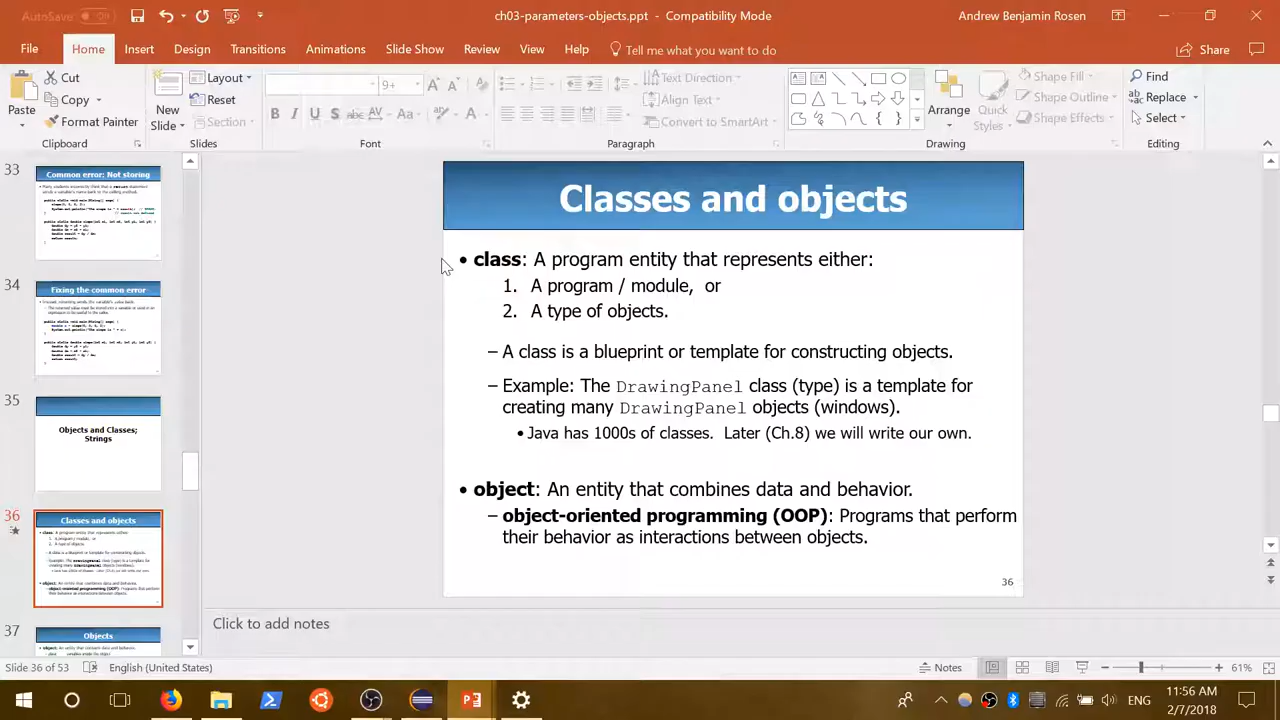 AutoSave
Off
ch03-parameters-objects.ppt - Compatibility Mode
Andrew Benjamin Rosen
File
Home
Insert
Design
Transitions
Animations
Slide Show
Review
View
Help
Tell me what you want to do
Share
Paste
Cut
Copy
Format Painter
Clipboard
New
Slide
Layout
Reset
Section
Slides
9+
Font
Text Direction
Align Text
Convert to SmartArt
Paragraph
Arrange
Quick
Styles
Shape Fill
Shape Outline
Shape Effects
Drawing
Find
Replace
Select
Editing
33
Common error: Not storing
34
Fixing the common error
35
Objects and Classes;
Strings
36
Classes and objects
37
Objects
Classes and objects
• class: A program entity that represents either:
1. A program / module, or
2. A type of objects.
– A class is a blueprint or template for constructing objects.
– Example: The DrawingPanel class (type) is a template for
creating many DrawingPanel objects (windows).
• Java has 1000s of classes. Later (Ch.8) we will write our own.
• object: An entity that combines data and behavior.
– object-oriented programming (OOP): Programs that perform
their behavior as interactions between objects.
36
Click to add notes
Slide 36 of 53
English (United States)
Notes
61%
ENG
11:56 AM
2/7/2018